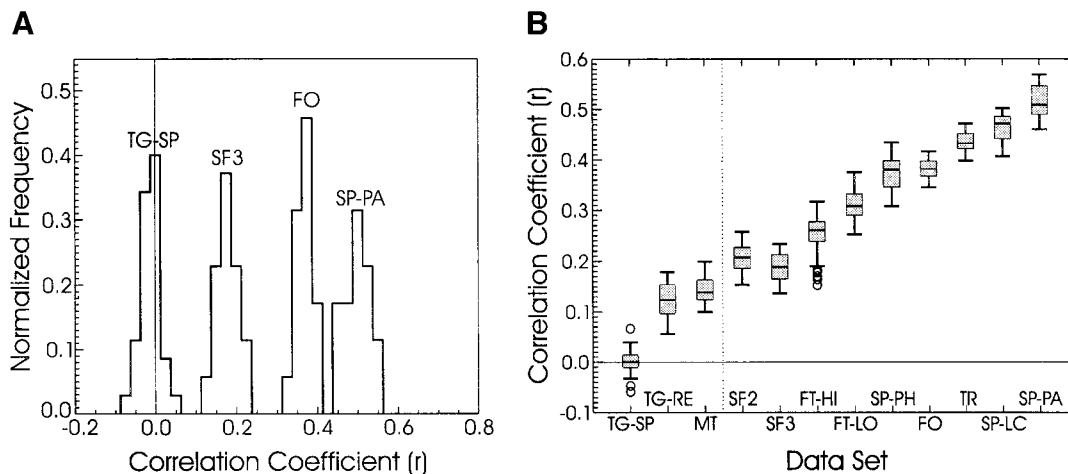 A
Normalized Frequency
0.5
0.4
0.3
0.2
0.1
0.0
-0.2
0.0
0.2
0.4
0.6
0.8
TG-SP
SF3
FO
SP-PA
Correlation Coefficient (r)
B
Correlation Coefficient (r)
0.6
0.5
0.4
0.3
0.2
0.1
0.0
-0.1
TG-RE
SF2
FT-HI
SP-PH
TR
SP-PA
TG-SP
MT
SF3
FT-LO
FO
SP-LC
Data Set